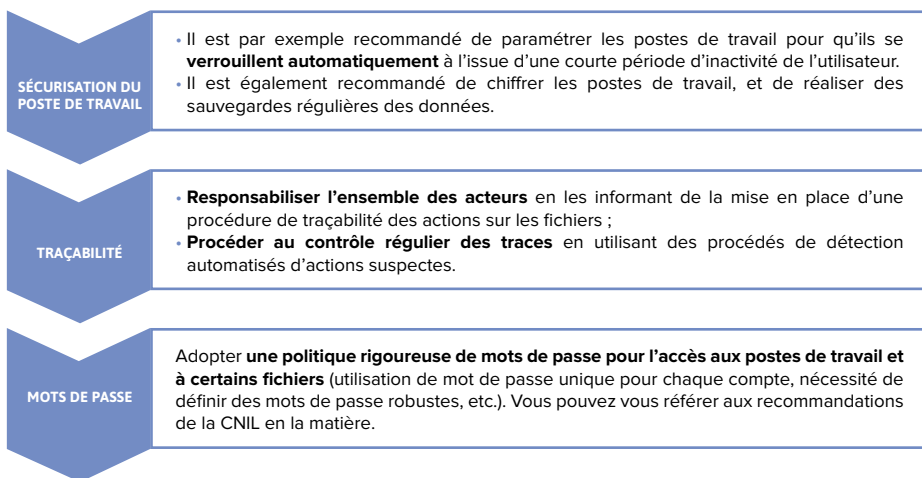 SÉCURISATION DU
POSTE DE TRAVAIL
• Il est par exemple recommandé de paramétrer les postes de travail pour qu'ils se
verrouillent automatiquement à l'issue d'une courte période d'inactivité de l'utilisateur.
• Il est également recommandé de chiffrer les postes de travail, et de réaliser des
sauvegardes régulières des données.
TRAÇABILITÉ
• Responsabiliser l'ensemble des acteurs en les informant de la mise en place d'une
procédure de traçabilité des actions sur les fichiers ;
• Procéder au contrôle régulier des traces en utilisant des procédés de détection
automatisés d'actions suspectes.
MOTS DE PASSE
Adopter une politique rigoureuse de mots de passe pour l'accès aux postes de travail et
à certains fichiers (utilisation de mot de passe unique pour chaque compte, nécessité de
définir des mots de passe robustes, etc.). Vous pouvez vous référer aux recommandations
de la CNIL en la matière.